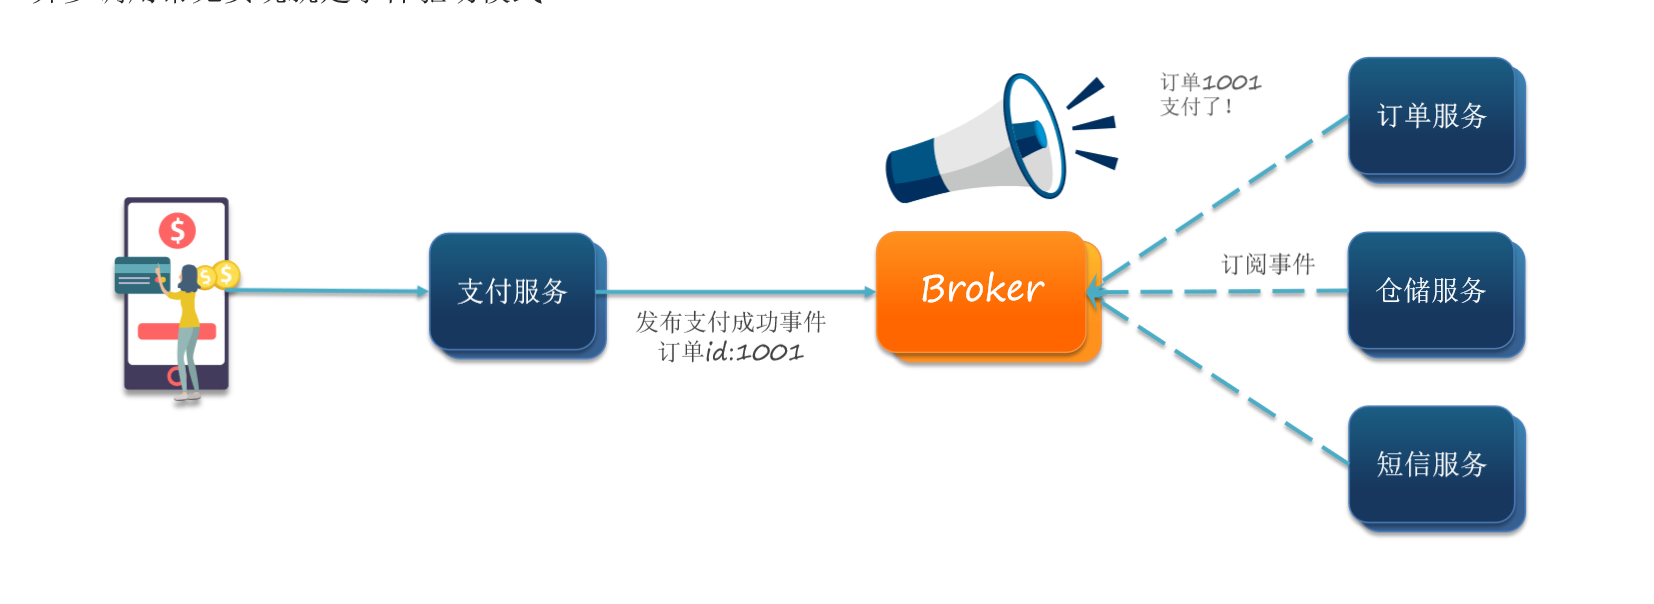 支付服务
发布支付成功事件
订单id:1001
Broker
订单1001
支付了！
订阅事件
订单服务
仓储服务
短信服务